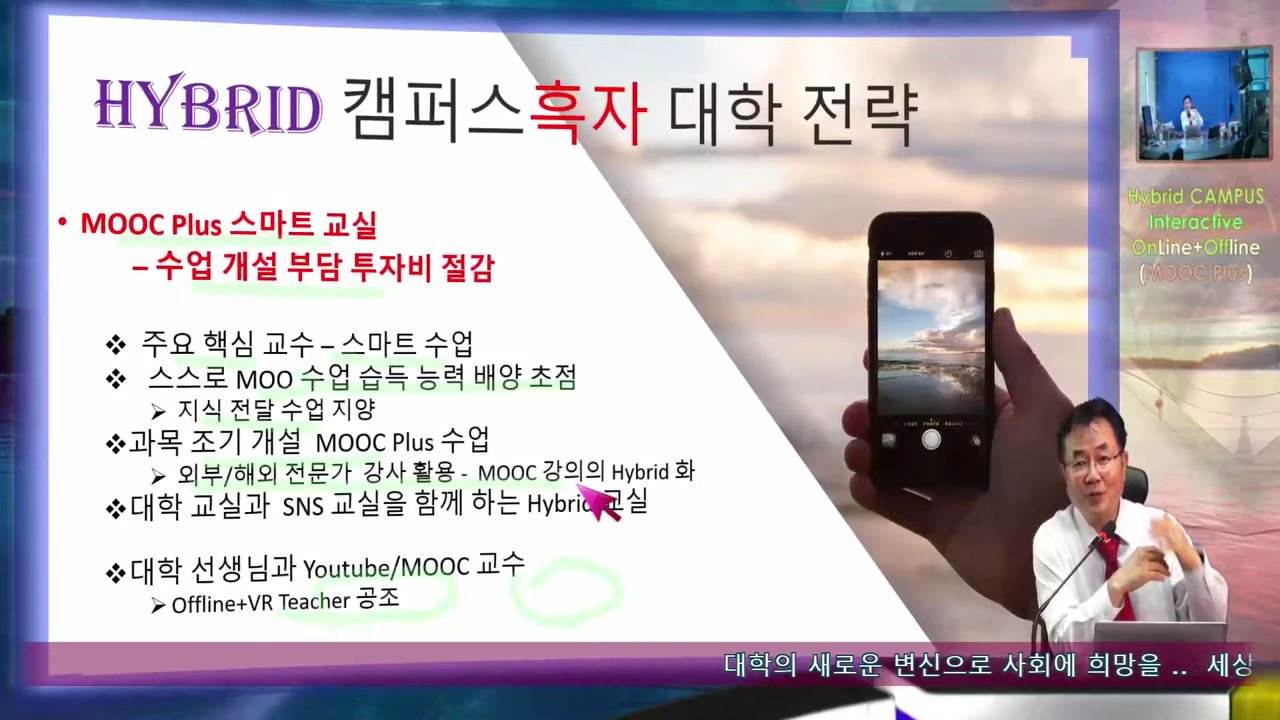 HYBRID 캠퍼스흑자 대학 전략
• MOOC Plus 스마트 교실
– 수업 개설 부담 투자비 절감
❖ 주요 핵심 교수 – 스마트 수업
❖ 스스로 MOO 수업 습득 능력 배양 초점
➢ 지식 전달 수업 지양
❖과목 조기 개설 MOOC Plus 수업
➢ 외부/해외 전문가 강사 활용 - MOOC 강의의 Hybrid 화
❖대학 교실과 SNS 교실을 함께 하는 Hybrid 교실
❖대학 선생님과 Youtube/MOOC 교수
➢Offline+VR Teacher 공조
Hybrid CAMPUS
Interactive
OnLine+Offline
(MOOC Plus)
대학의 새로운 변신으로 사회에 희망을 .. 세상